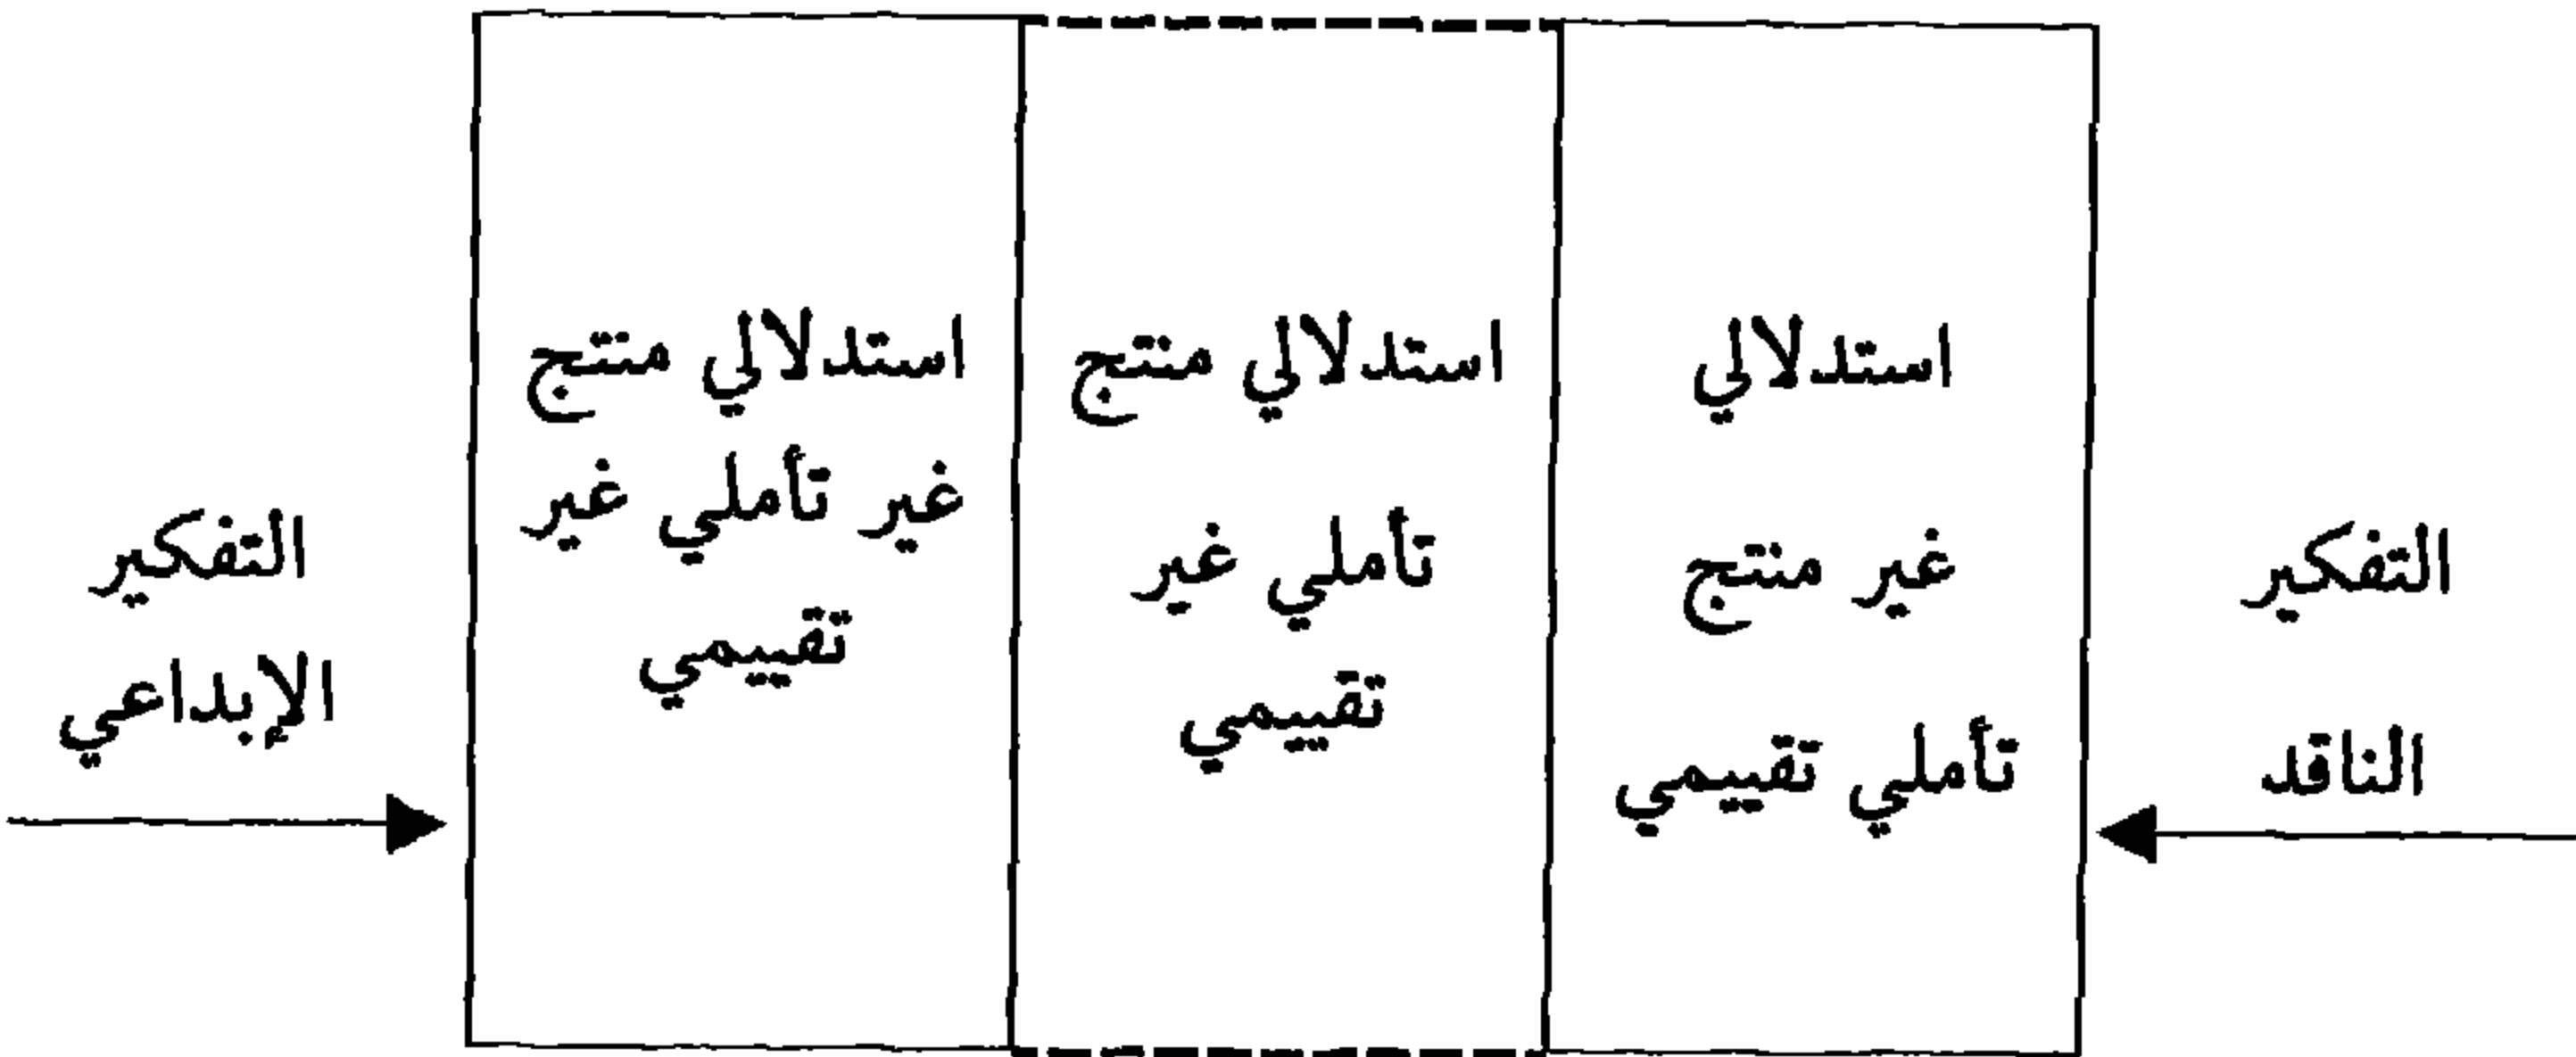 التفكير
الناقد
استدلالي
غير منتج
تأملي تقييمي
استدلالي منتج
تأملي غير
تقييمي
استدلالي منتج
غير تأملي غير
تقييمي
التفكير
الإبداعي